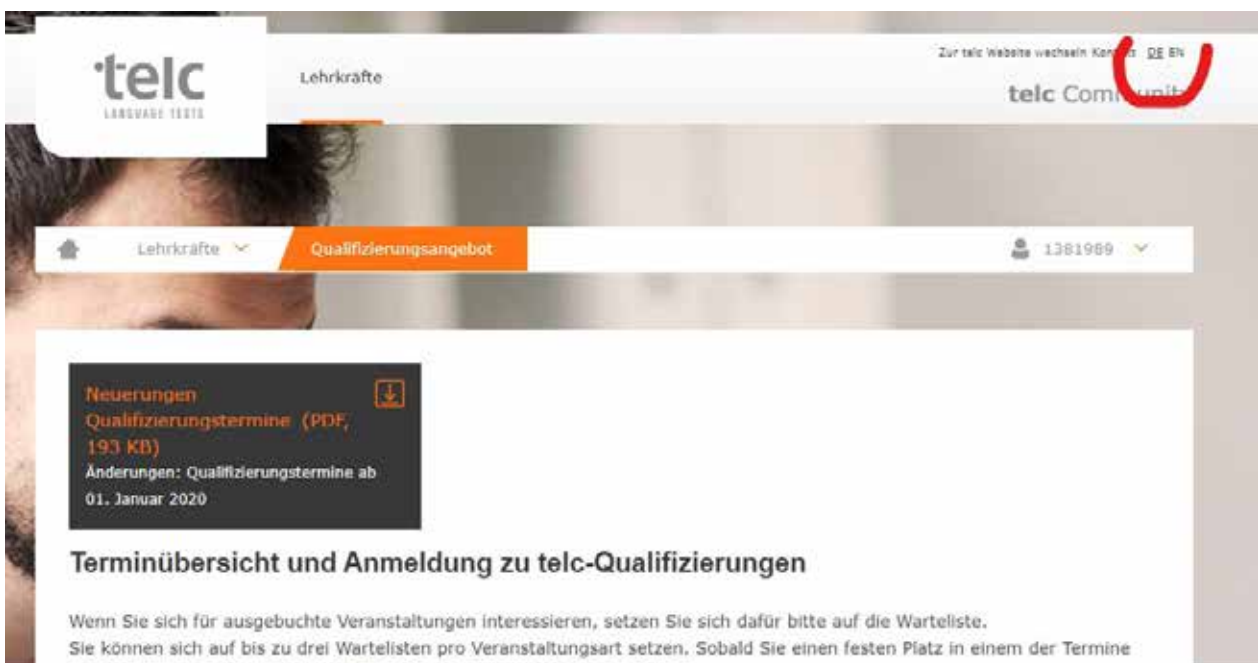 Zur telc Website wechseln DE EN
telc
LANGUAGE TESTS
Lehrkräfte
telc Community
Lehrkräfte
Qualifizierungsangebot
1381989
Neuerungen
Qualifizierungstermine (PDF,
193 KB)
Änderungen: Qualifizierungstermine ab
01. Januar 2020
Terminübersicht und Anmeldung zu telc-Qualifizierungen
Wenn Sie sich für ausgebuchte Veranstaltungen interessieren, setzen Sie sich dafür bitte auf die Warteliste.
Sie können sich auf bis zu drei Wartelisten pro Veranstaltungsart setzen. Sobald Sie einen festen Platz in einem der Termine